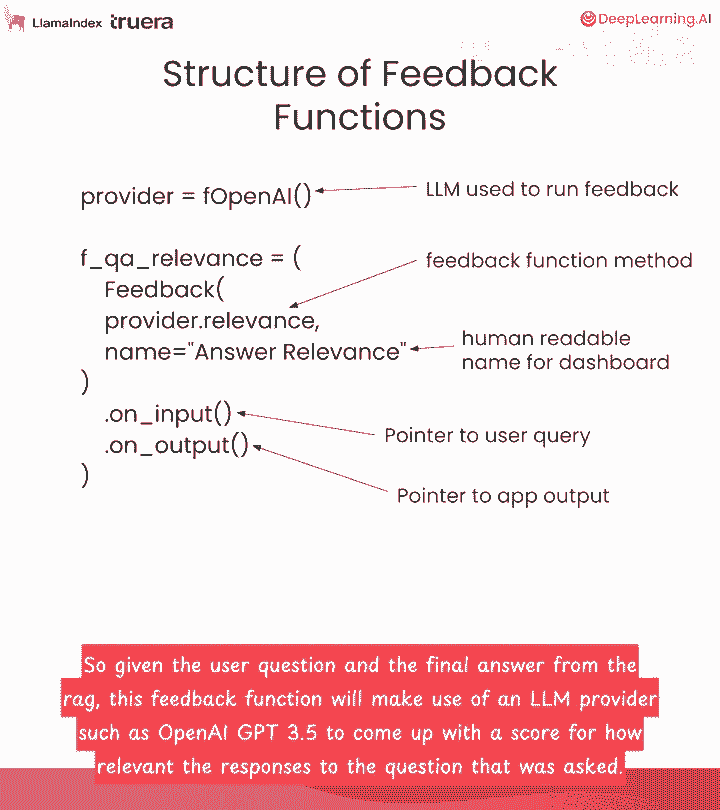 LlamaIndex truera DeepLearning.AI
Structure of Feedback
Functions
provider = fOpenAI()
LLM used to run feedback
f_qa_relevance = (
feedback function method
Feedback(
provider.relevance,
human readable
name="Answer Relevance"
name for dashboard
)
.on_input()
Pointer to user query
.on_output()
)
Pointer to app output
So given the user question and the final answer from the
rag, this feedback function will make use of an LLM provider
such as OpenAI GPT 3.5 to come up with a score for how
relevant the responses to the question that was asked.